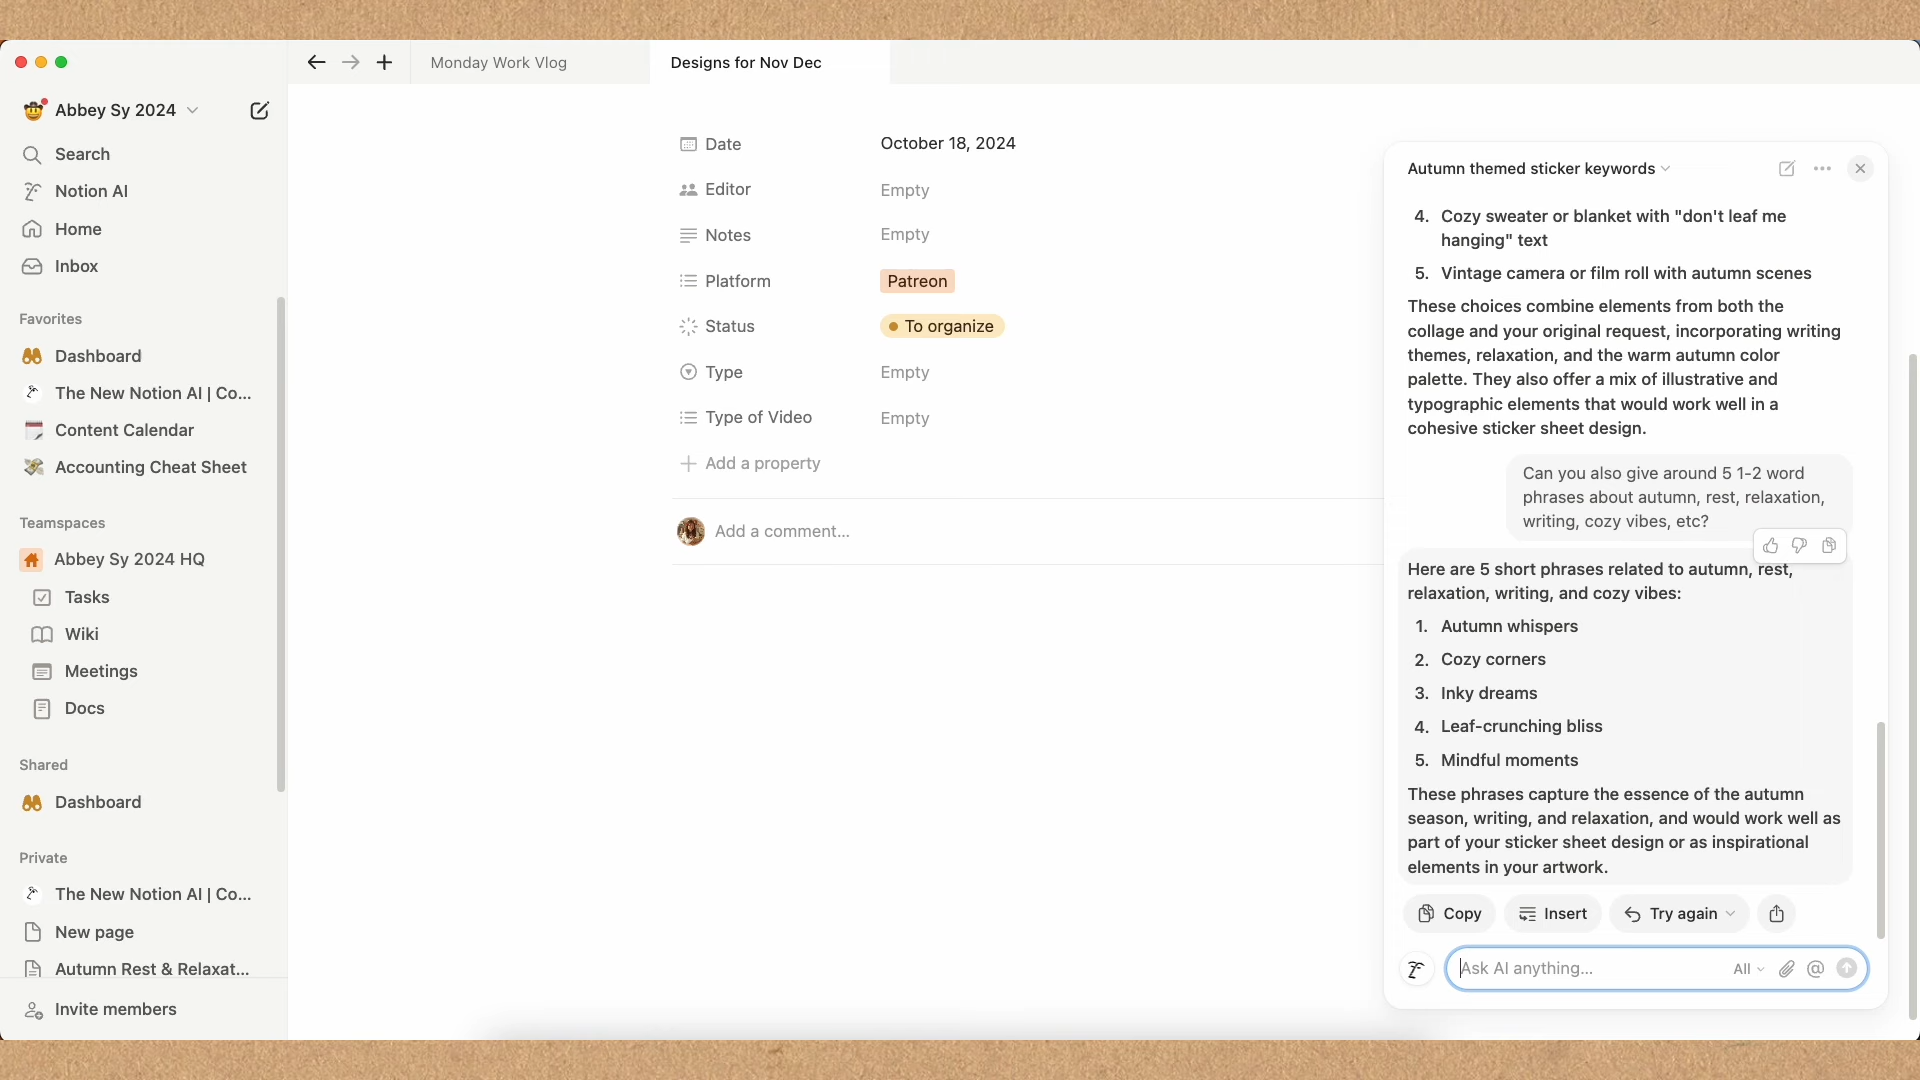 Monday Work Vlog
Designs for Nov Dec
Abbey Sy 2024
Search
Notion AI
Home
Inbox
Favorites
Dashboard
The New Notion AI | Co...
Content Calendar
Accounting Cheat Sheet
Teamspaces
Abbey Sy 2024 HQ
Tasks
Wiki
Meetings
Docs
Shared
Dashboard
Private
The New Notion AI | Co...
New page
Autumn Rest & Relaxat...
Invite members
Date October 18, 2024
Editor Empty
Notes Empty
Platform Patreon
Status To organize
Type Empty
Type of Video Empty
Add a property
Add a comment...
Autumn themed sticker keywords
4. Cozy sweater or blanket with "don't leaf me
hanging" text
5. Vintage camera or film roll with autumn scenes
These choices combine elements from both the
collage and your original request, incorporating writing
themes, relaxation, and the warm autumn color
palette. They also offer a mix of illustrative and
typographic elements that would work well in a
cohesive sticker sheet design.
Can you also give around 5 1-2 word
phrases about autumn, rest, relaxation,
writing, cozy vibes, etc?
Here are 5 short phrases related to autumn, rest,
relaxation, writing, and cozy vibes:
1. Autumn whispers
2. Cozy corners
3. Inky dreams
4. Leaf-crunching bliss
5. Mindful moments
These phrases capture the essence of the autumn
season, writing, and relaxation, and would work well as
part of your sticker sheet design or as inspirational
elements in your artwork.
Copy Insert Try again
Ask AI anything... All